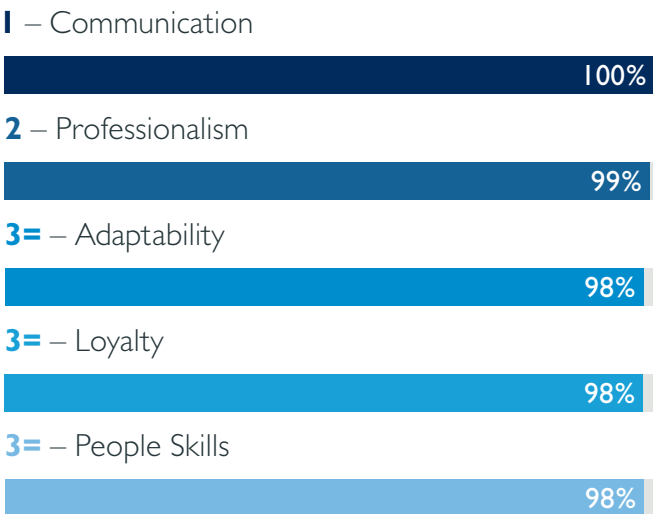 1 – Communication
100%
2 – Professionalism
99%
3= – Adaptability
98%
3= – Loyalty
98%
3= – People Skills
98%